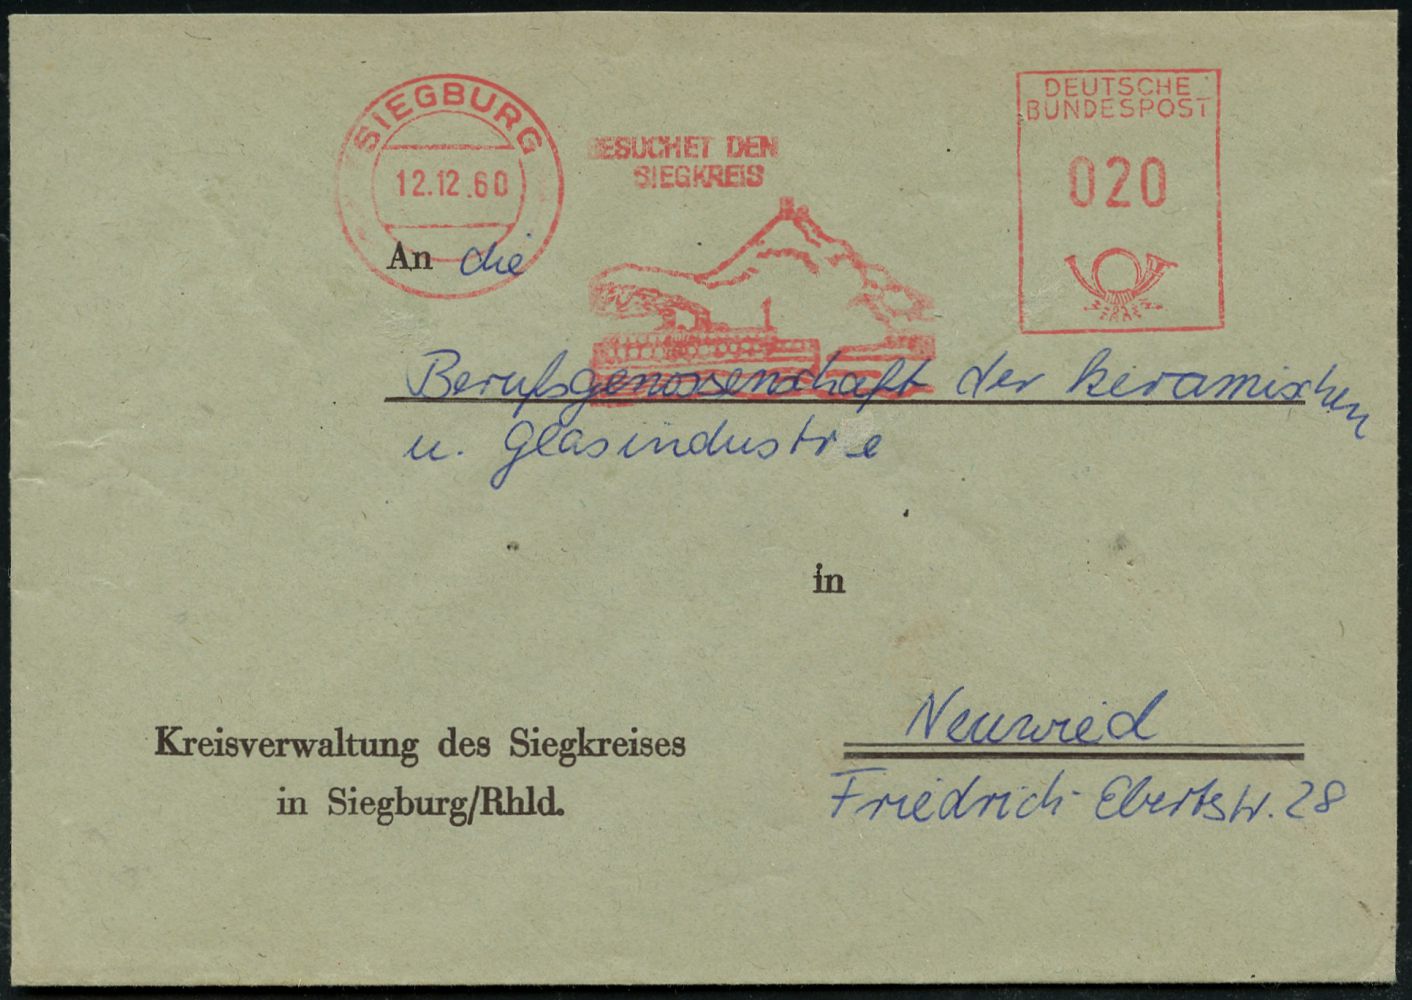 SIEGBURG
12.12.60
BESUCHET DEN
SIEGKREIS
DEUTSCHE
BUNDESPOST
020
An die
Berufsgenossenschaft der keramischen
u. Glasindustrie
in
Neuwied
Friedrich-Ebertstr. 28
Kreisverwaltung des Siegkreises
in Siegburg/Rhld.